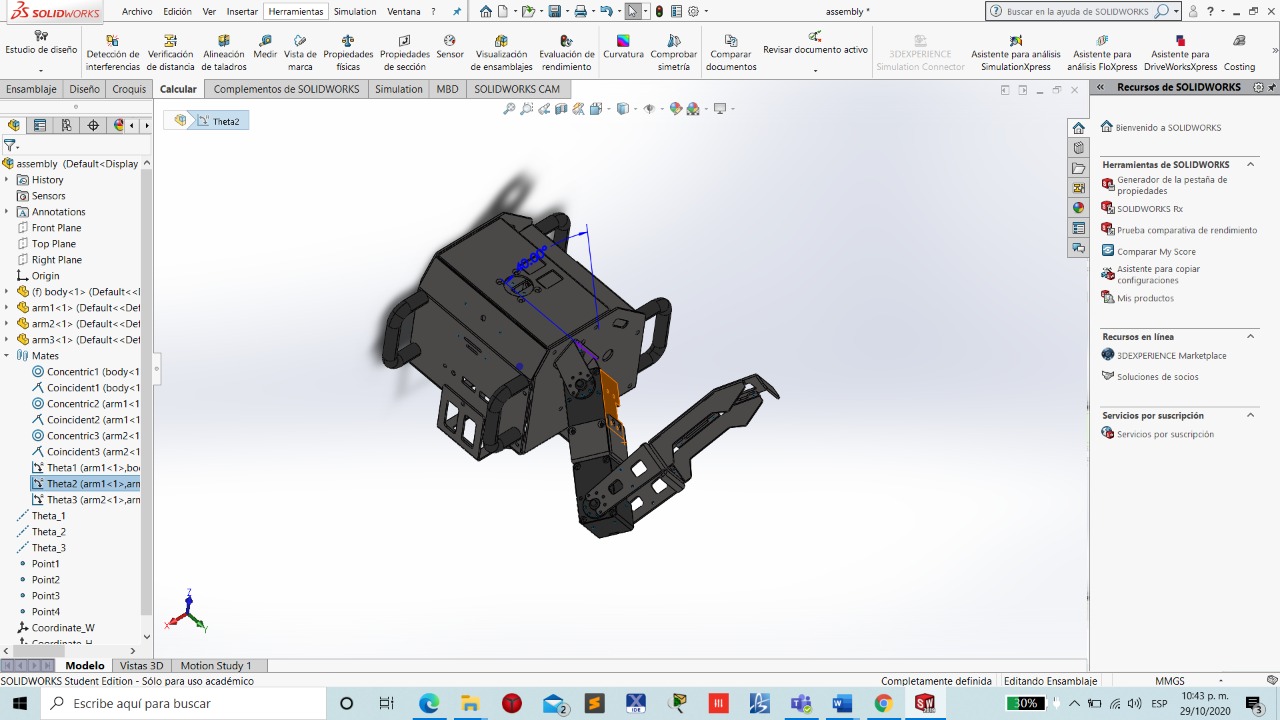 SOLIDWORKS
Archivo Edición Ver Insertar Herramientas Simulation Ventana ?
assembly *
Buscar en la ayuda de SOLIDWORKS
Estudio de diseño
Detección de interferencias
Verificación de distancia
Alineación de taladro
Medir
Vista de marca
Propiedades físicas
Propiedades de sección
Sensor
Visualización de ensamblajes
Evaluación de rendimiento
Curvatura
Comprobar simetría
Comparar documentos
Revisar documento activo
3DEXPERIENCE Simulation Connector
Asistente para análisis SimulationXpress
Asistente para análisis FloXpress
Asistente para DriveWorksXpress
Costing
Ensamblaje Diseño Croquis Calcular Complementos de SOLIDWORKS Simulation MBD SOLIDWORKS CAM
Theta2
assembly (Default<Display
History
Sensors
Annotations
Front Plane
Top Plane
Right Plane
Origin
(f) body<1> (Default<<De
arm1<1> (Default<<Def
arm2<1> (Default<<Def
arm3<1> (Default<<Def
Mates
Concentric1 (body<1
Coincident1 (body<1
Concentric2 (arm1<1
Coincident2 (arm1<1
Concentric3 (arm2<1
Coincident3 (arm2<1
Theta1 (arm1<1>,bo
Theta2 (arm1<1>,arn
Theta3 (arm2<1>,arn
Theta_1
Theta_2
Theta_3
Point1
Point2
Point3
Point4
Coordinate_W
Coordinate_H
Z
X
Y
Recursos de SOLIDWORKS
Bienvenido a SOLIDWORKS
Herramientas de SOLIDWORKS
Generador de la pestaña de
propiedades
SOLIDWORKS Rx
Prueba comparativa de rendimiento
Comparar My Score
Asistente para copiar
configuraciones
Mis productos
Recursos en línea
3DEXPERIENCE Marketplace
Soluciones de socios
Servicios por suscripción
Servicios por suscripción
Modelo Vistas 3D Motion Study 1
SOLIDWORKS Student Edition - Sólo para uso académico
Completamente definida Editando Ensamblaje MMGS
Escribe aquí para buscar
30%
ESP
10:43 p. m.
29/10/2020